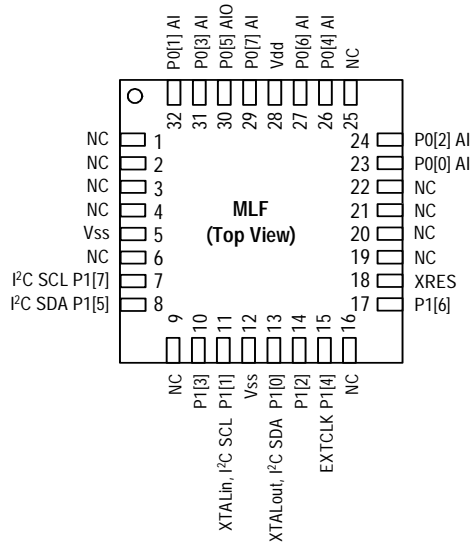 P0[1] AI
P0[3] AI
P0[5] AIO
P0[7] AI
Vdd
P0[6] AI
P0[4] AI
NC
32
31
30
29
28
27
26
25
NC 1
NC 2
NC 3
NC 4
Vss 5
NC 6
I²C SCL P1[7] 7
I²C SDA P1[5] 8
MLF
(Top View)
24 P0[2] AI
23 P0[0] AI
22 NC
21 NC
20 NC
19 NC
18 XRES
17 P1[6]
9
10
11
12
13
14
15
16
NC
P1[3]
XTALin, I²C SCL P1[1]
Vss
XTALout, I²C SDA P1[0]
P1[2]
EXTCLK P1[4]
NC